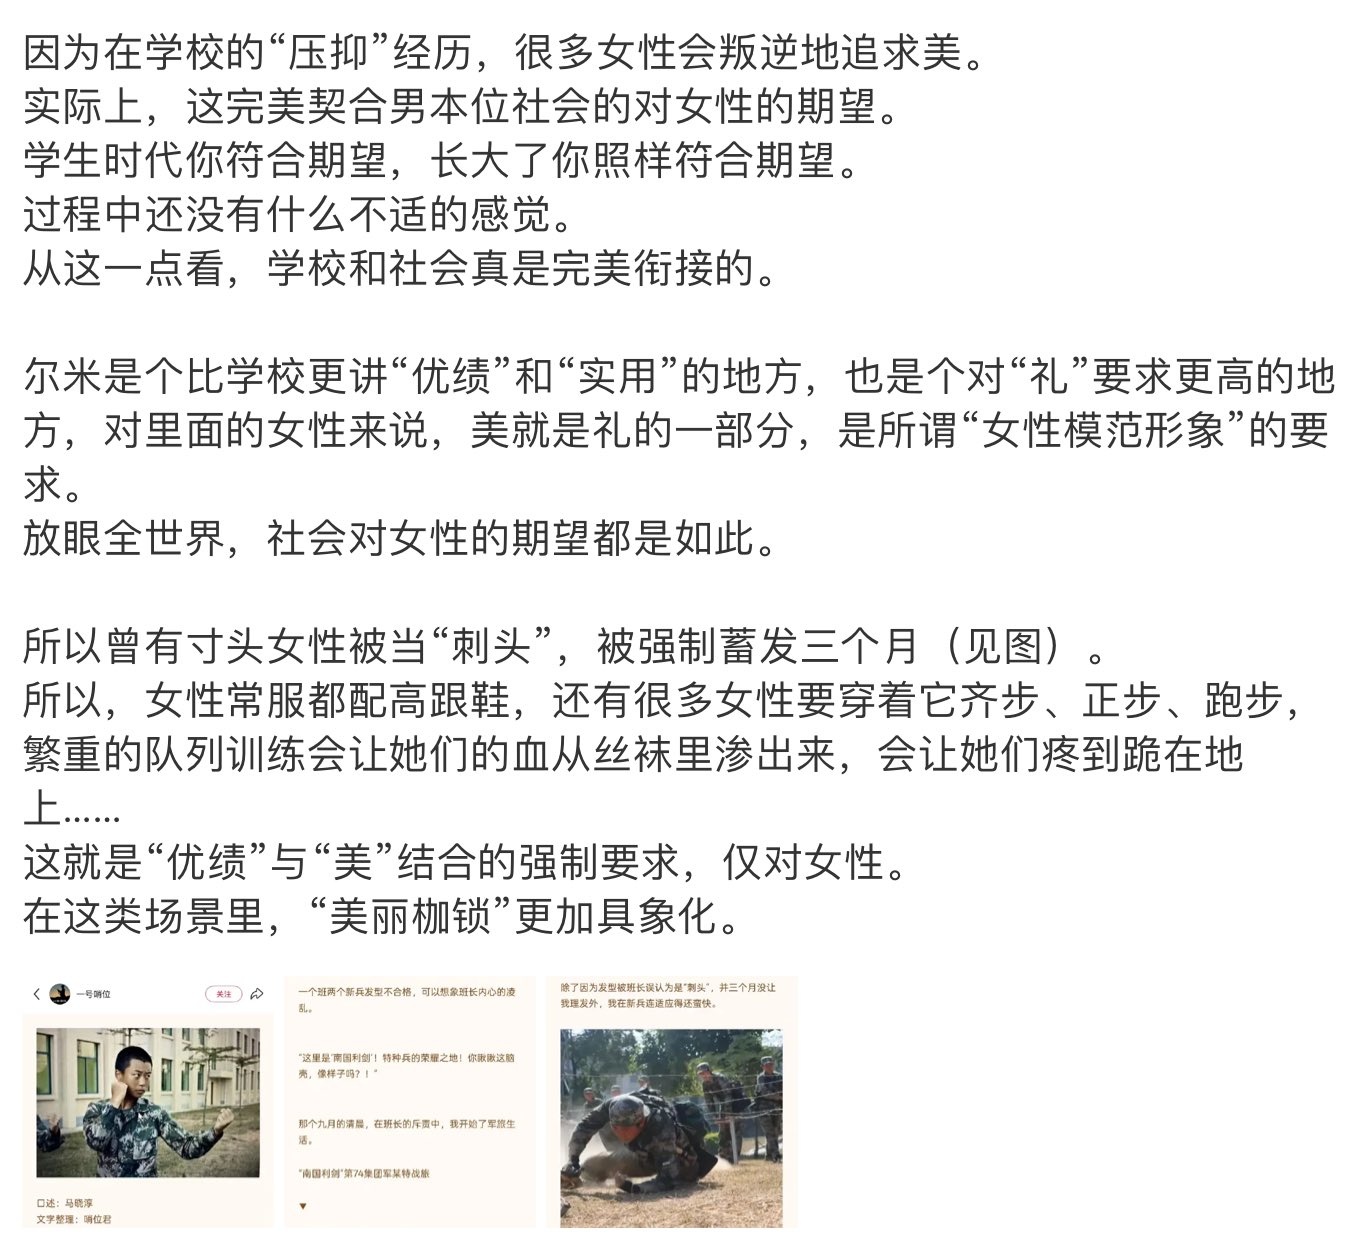 因为在学校的“压抑”经历，很多女性会叛逆地追求美。
实际上，这完美契合男本位社会的对女性的期望。
学生时代你符合期望，长大了你照样符合期望。
过程中还没有什么不适的感觉。
从这一点看，学校和社会真是完美衔接的。
尔米是个比学校更讲“优绩”和“实用”的地方，也是个对“礼”要求更高的地
方，对里面的女性来说，美就是礼的一部分，是所谓“女性模范形象”的要
求。
放眼全世界，社会对女性的期望都是如此。
所以曾有寸头女性被当“刺头”，被强制蓄发三个月（见图）。
所以，女性常服都配高跟鞋，还有很多女性要穿着它齐步、正步、跑步，
繁重的队列训练会让她们的血从丝袜里渗出来，会让她们疼到跪在地
上……
这就是“优绩”与“美”结合的强制要求，仅对女性。
在这类场景里，“美丽枷锁”更加具象化。
一号哨位
关注
口述：马晓淳
文字整理：哨位君
一个班两个新兵发型不合格，可以想象班长内心的凌
乱。
“这里是‘南国利剑’！特种兵的荣耀之地！你瞅瞅这脑
壳，像样子吗？！”
那个九月的清晨，在班长的斥责中，我开始了军旅生
活。
“南国利剑”第74集团军某特战旅
除了因为发型被班长误认为是“刺头”，并三个月没让
我理发外，我在新兵连适应得还蛮快。